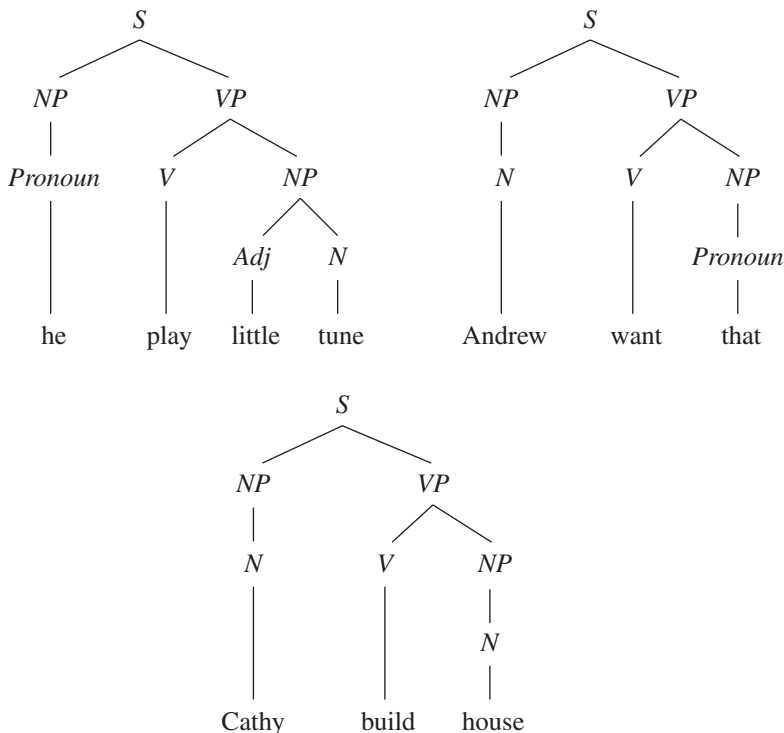 S S
NP VP NP VP
Pronoun V NP N V NP
Adj N Pronoun
he play little tune Andrew want that
S
NP VP
N V NP
N
Cathy build house